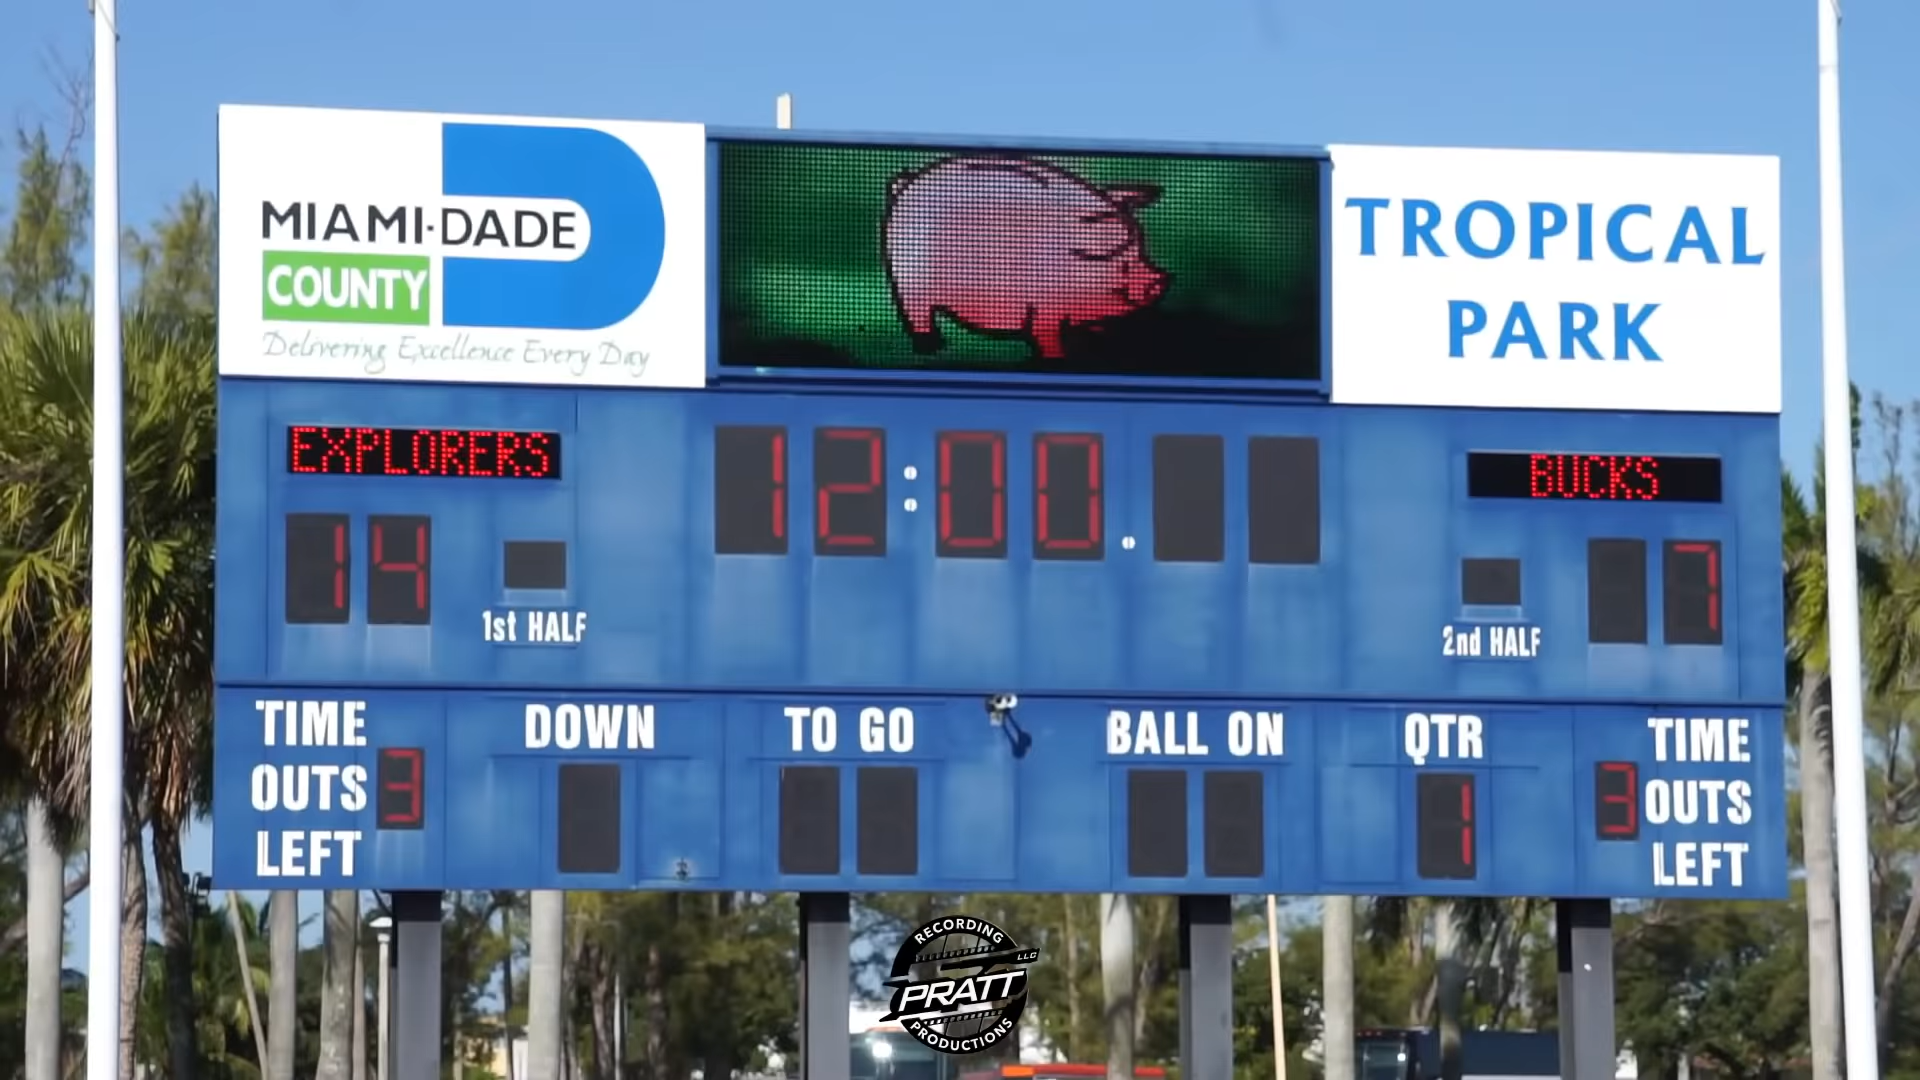 MIAMI-DADE
COUNTY
Delivering Excellence Every Day
TROPICAL
PARK
EXPLORERS
12:00.
BUCKS
14
7
1st HALF
2nd HALF
TIME
OUTS
LEFT
3
DOWN
TO GO
BALL ON
QTR
1
3
TIME
OUTS
LEFT
RECORDING
PRATT LLC
PRODUCTIONS